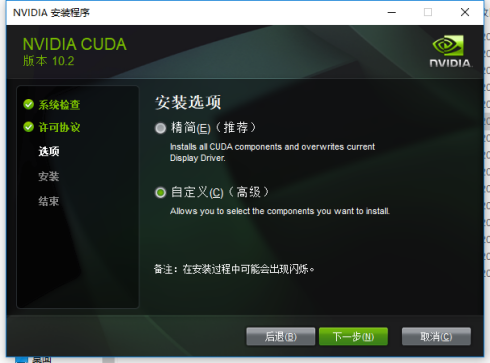 NVIDIA 安装程序
NVIDIA CUDA
版本 10.2
NVIDIA.
系统检查
许可协议
选项
安装
结束
安装选项
精简(E)（推荐）
Installs all CUDA components and overwrites current
Display Driver.
自定义(C)（高级）
Allows you to select the components you want to install.
备注：在安装过程中可能会出现闪烁。
后退(B)
下一步(N)
取消(C)
桌面